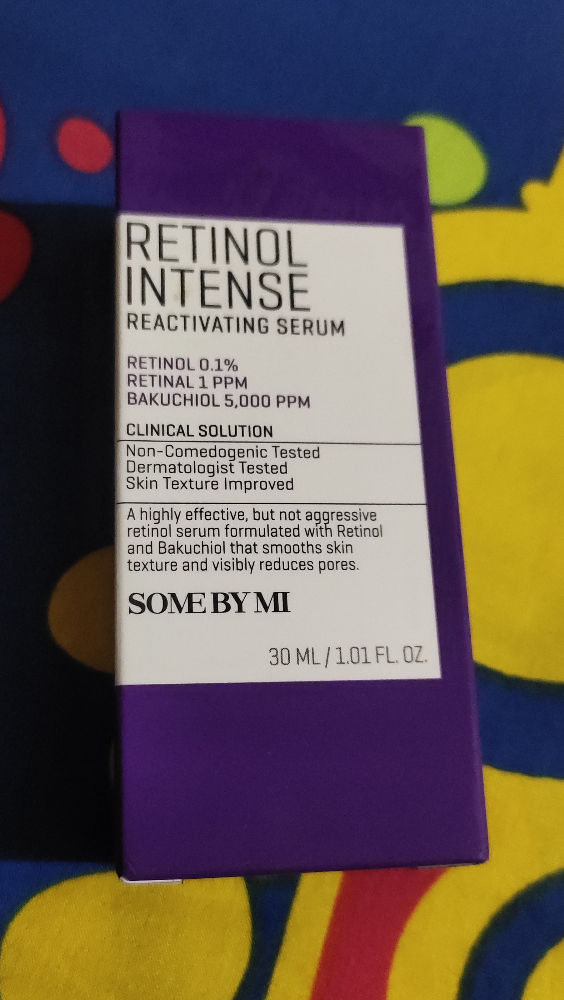 RETINOL
INTENSE
REACTIVATING SERUM
RETINOL 0.1%
RETINAL 1 PPM
BAKUCHIOL 5,000 PPM
CLINICAL SOLUTION
Non-Comedogenic Tested
Dermatologist Tested
Skin Texture Improved
A highly effective, but not aggressive
retinol serum formulated with Retinol
and Bakuchiol that smooths skin
texture and visibly reduces pores.
SOME BY MI
30 ML / 1.01 FL. OZ.